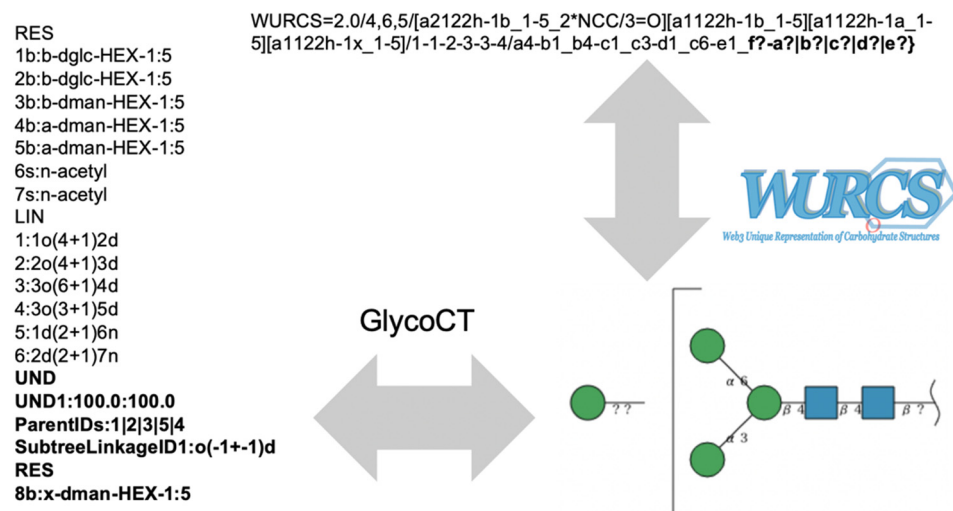 WURCS=2.0/4,6,5/[a2122h-1b_1-5_2*NCC/3=O][a1122h-1b_1-5][a1122h-1a_1-
5][a1122h-1x_1-5]/1-1-2-3-3-4/a4-b1_b4-c1_c3-d1_c6-e1_f?-a?|b?|c?|d?|e?}
RES
1b:b-dglc-HEX-1:5
2b:b-dglc-HEX-1:5
3b:b-dman-HEX-1:5
4b:a-dman-HEX-1:5
5b:a-dman-HEX-1:5
6s:n-acetyl
7s:n-acetyl
LIN
1:1o(4+1)2d
2:2o(4+1)3d
3:3o(6+1)4d
4:3o(3+1)5d
5:1d(2+1)6n
6:2d(2+1)7n
UND
UND1:100.0:100.0
ParentIDs:1|2|3|5|4
SubtreeLinkageID1:o(-1+-1)d
RES
8b:x-dman-HEX-1:5
WURCS
Web3 Unique Representation of Carbohydrate Structures
GlycoCT
α 6
? ?
β 4
β 4
β ?
α 3